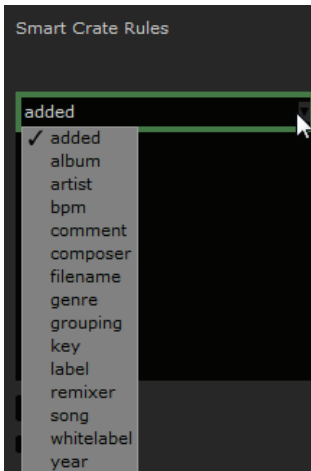 Smart Crate Rules
added
✓ added
album
artist
bpm
comment
composer
filename
genre
grouping
key
label
remixer
song
whitelabel
year